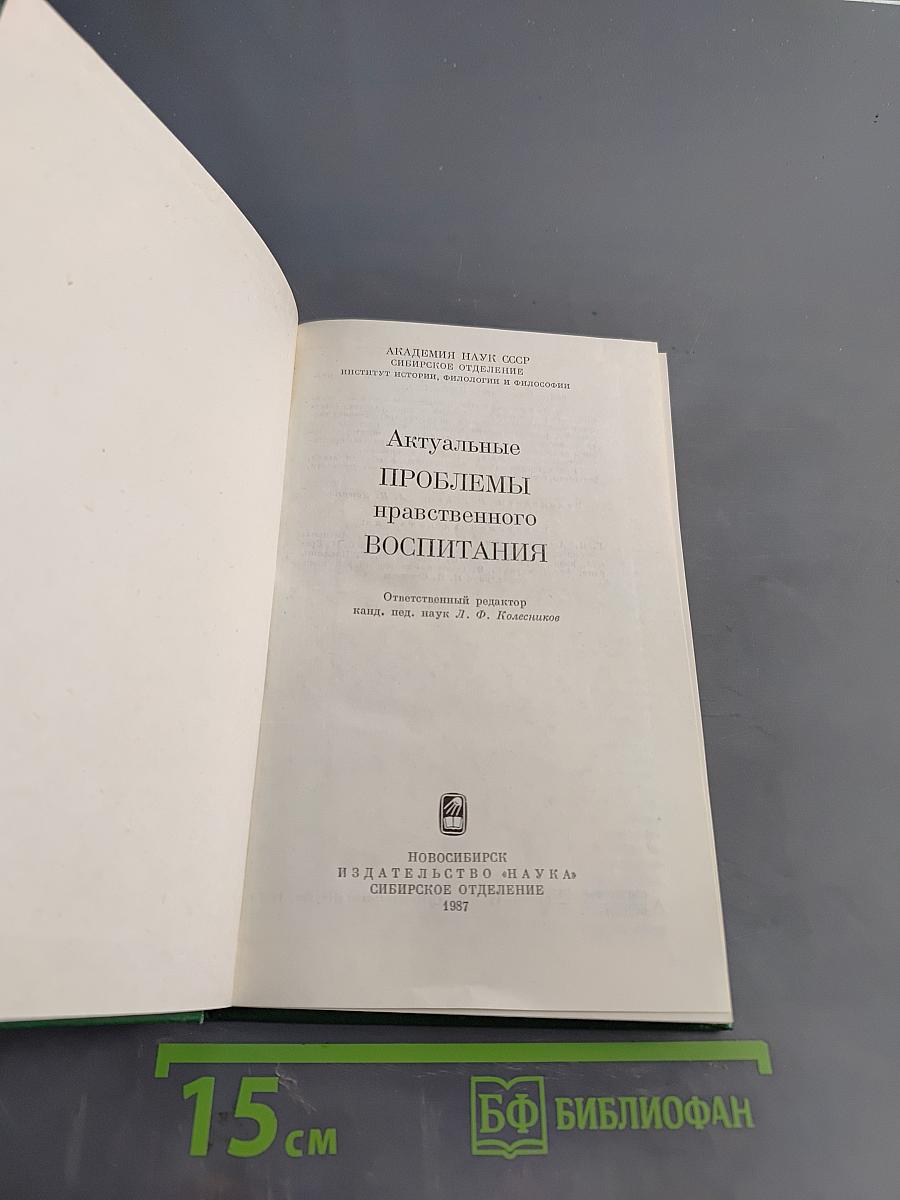 АКАДЕМИЯ НАУК СССР
СИБИРСКОЕ ОТДЕЛЕНИЕ
ИНСТИТУТ ИСТОРИИ, ФИЛОЛОГИИ И ФИЛОСОФИИ
Актуальные
ПРОБЛЕМЫ
нравственного
ВОСПИТАНИЯ
Ответственный редактор
канд. пед. наук Л. Ф. Колесников
НОВОСИБИРСК
ИЗДАТЕЛЬСТВО «НАУКА»
СИБИРСКОЕ ОТДЕЛЕНИЕ
1987
15 см
БФ БИБЛИОФАН